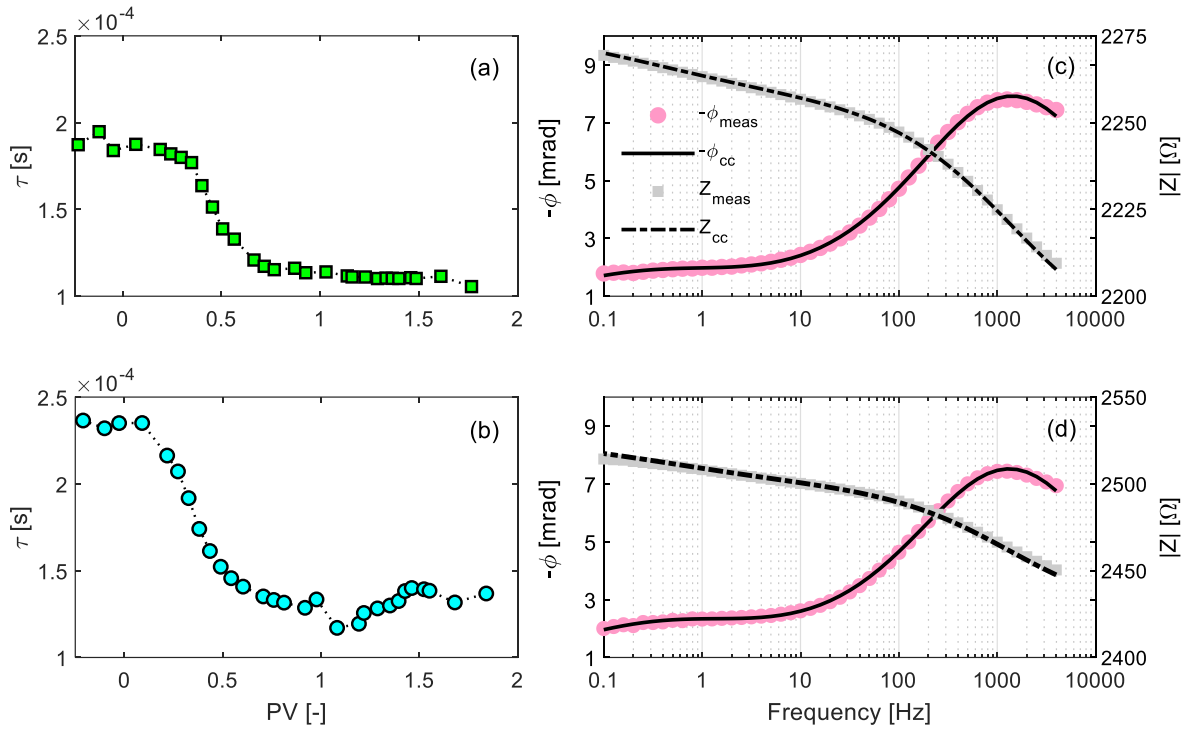 ×10⁻⁴
2.5
2
1.5
1
τ [s]
(a)
0 0.5 1 1.5 2
9
7
5
3
1
-ϕ [mrad]
(c)
-ϕmeas
-ϕcc
Zmeas
Zcc
2275
2250
2225
2200
|Z| [Ω]
0.1 1 10 100 1000 10000
×10⁻⁴
2.5
2
1.5
1
τ [s]
(b)
0 0.5 1 1.5 2
PV [-]
9
7
5
3
1
-ϕ [mrad]
(d)
2550
2500
2450
2400
|Z| [Ω]
0.1 1 10 100 1000 10000
Frequency [Hz]